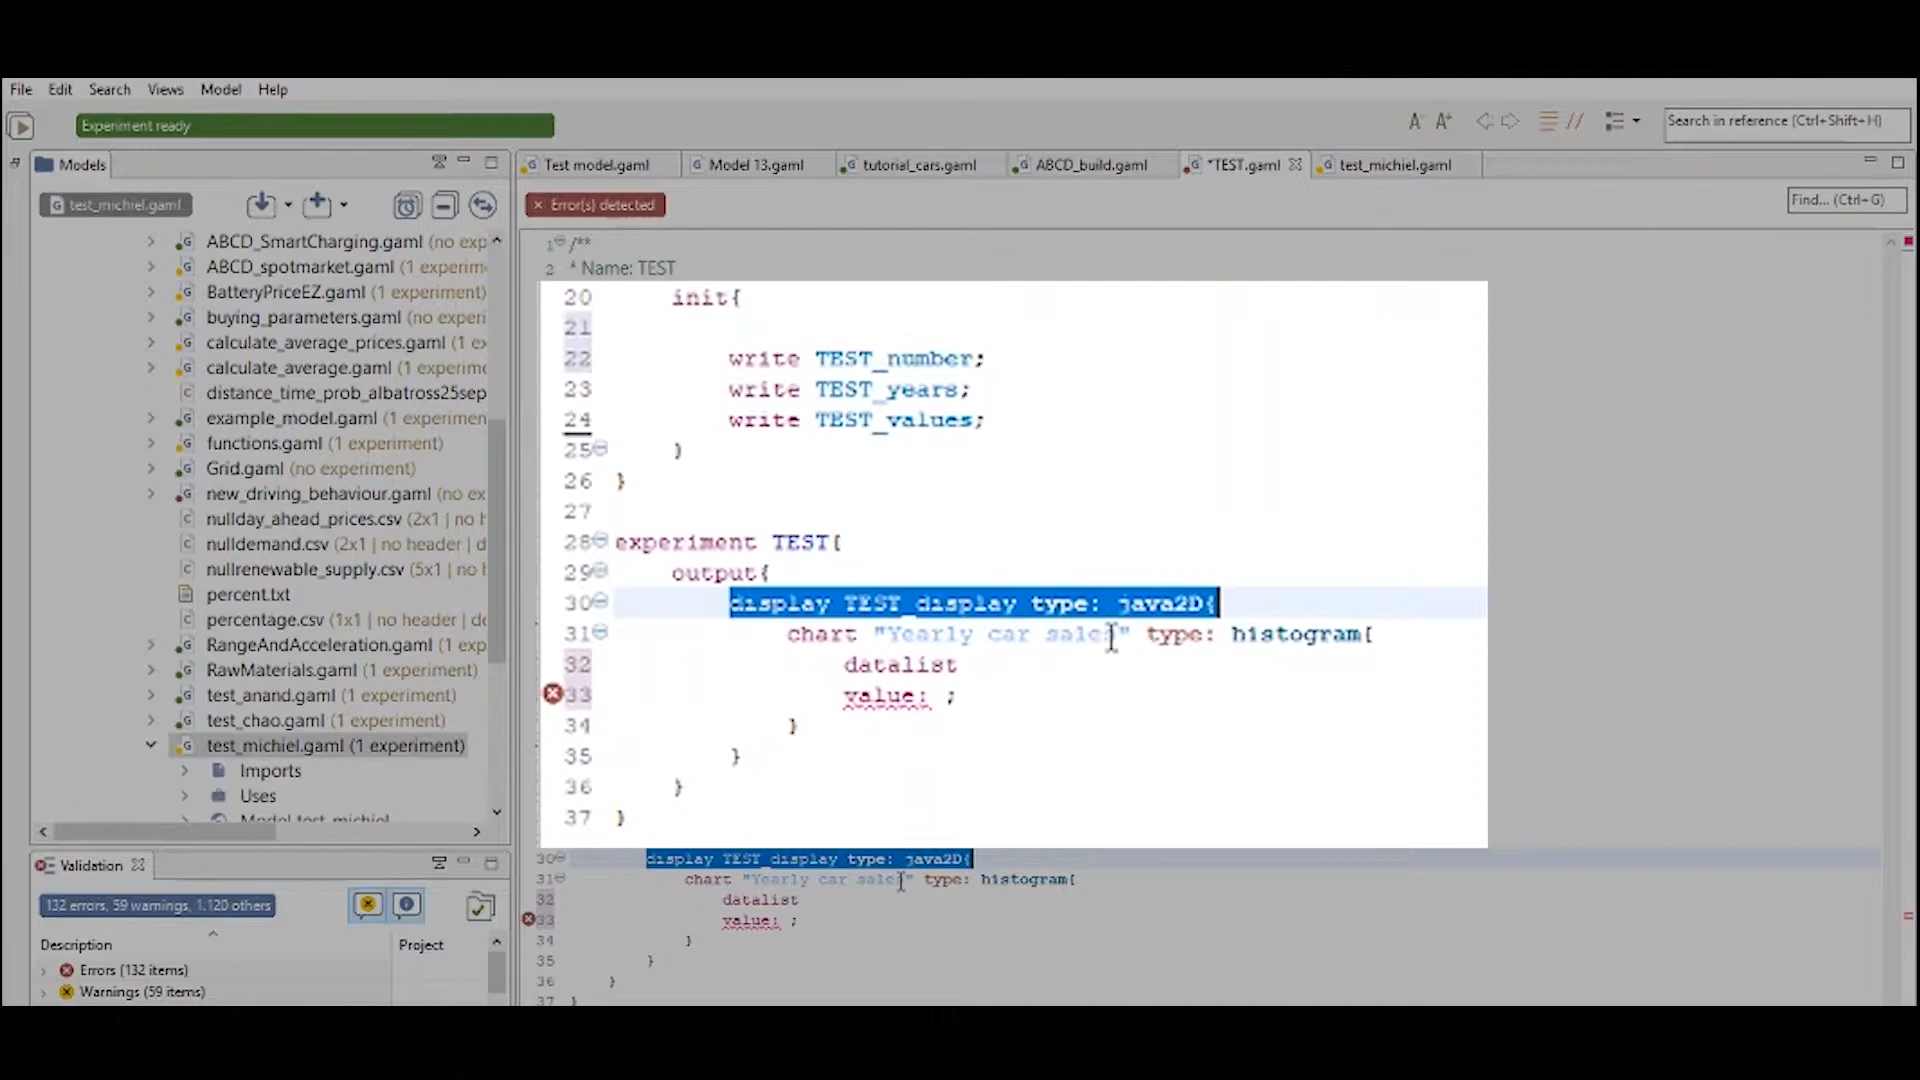 File Edit Search Views Model Help
Experiment ready
A⁻ A⁺ // Search in reference (Ctrl+Shift+H)
Models
Test model.gaml Model 13.gaml tutorial_cars.gaml ABCD_build.gaml *TEST.gaml test_michiel.gaml
test_michiel.gaml
Error(s) detected
Find... (Ctrl+G)
ABCD_SmartCharging.gaml (no exp
ABCD_spotmarket.gaml (1 experim
BatteryPriceEZ.gaml (1 experiment)
buying_parameters.gaml (no experi
calculate_average_prices.gaml (1 ex
calculate_average.gaml (1 experime
distance_time_prob_albatross25sep
example_model.gaml (1 experimen
functions.gaml (1 experiment)
Grid.gaml (no experiment)
new_driving_behaviour.gaml (no ex
nullday_ahead_prices.csv (2x1 | no h
nulldemand.csv (2x1 | no header | d
nullrenewable_supply.csv (5x1 | no h
percent.txt
percentage.csv (1x1 | no header | d
RangeAndAcceleration.gaml (1 exp
RawMaterials.gaml (1 experiment)
test_anand.gaml (1 experiment)
test_chao.gaml (1 experiment)
test_michiel.gaml (1 experiment)
Imports
Uses
Model test_michiel
1 /**
2 * Name: TEST
20 init{
21
22 write TEST_number;
23 write TEST_years;
24 write TEST_values;
25 }
26 }
27
28 experiment TEST{
29 output{
30 display TEST_display type: java2D{
31 chart "Yearly car sales" type: histogram{
32 datalist
33 value: ;
34 }
35 }
36 }
37 }
30 display TEST_display type: java2D{
31 chart "Yearly car sales" type: histogram{
32 datalist
33 value: ;
34 }
35 }
36 }
37 }
Validation
132 errors, 59 warnings, 1.120 others
Description Project
Errors (132 items)
Warnings (59 items)